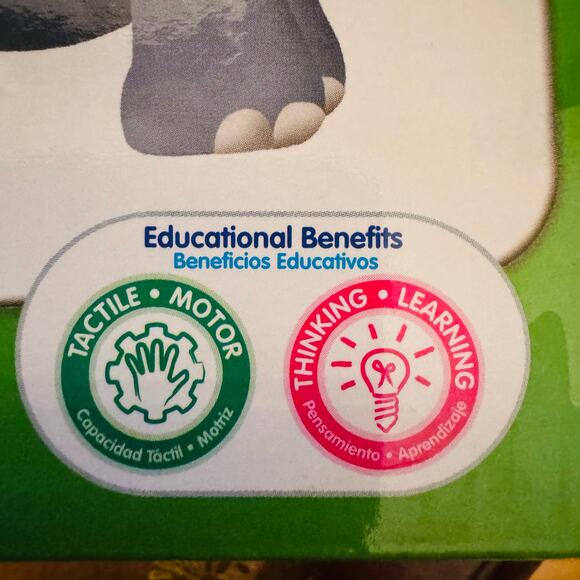 Educational Benefits
Beneficios Educativos
TACTILE • MOTOR
Capacidad Táctil • Motriz
THINKING • LEARNING
Pensamiento • Aprendizaje